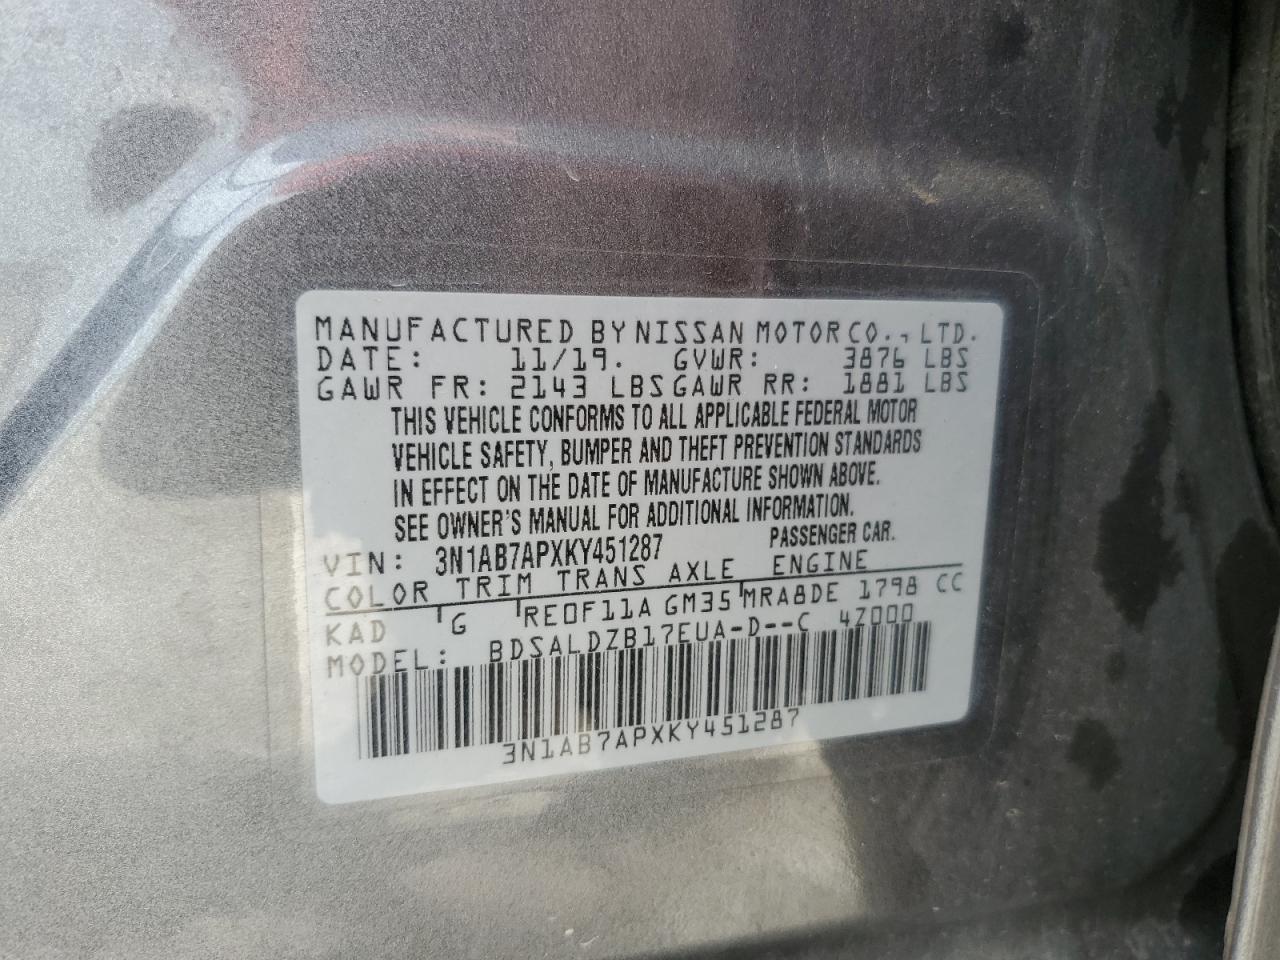 MANUFACTURED BY NISSAN MOTOR CO., LTD.
DATE: 11/19. GVWR: 3876 LBS
GAWR FR: 2143 LBS GAWR RR: 1881 LBS
THIS VEHICLE CONFORMS TO ALL APPLICABLE FEDERAL MOTOR
VEHICLE SAFETY, BUMPER AND THEFT PREVENTION STANDARDS
IN EFFECT ON THE DATE OF MANUFACTURE SHOWN ABOVE.
SEE OWNER'S MANUAL FOR ADDITIONAL INFORMATION.
VIN: 3N1AB7APXKY451287 PASSENGER CAR.
COLOR TRIM TRANS AXLE ENGINE
KAD G RE0F11A GM35 MRA8DE 1798 CC
MODEL: BDSALDZB17EUA-D--C 4Z000
3N1AB7APXKY451287